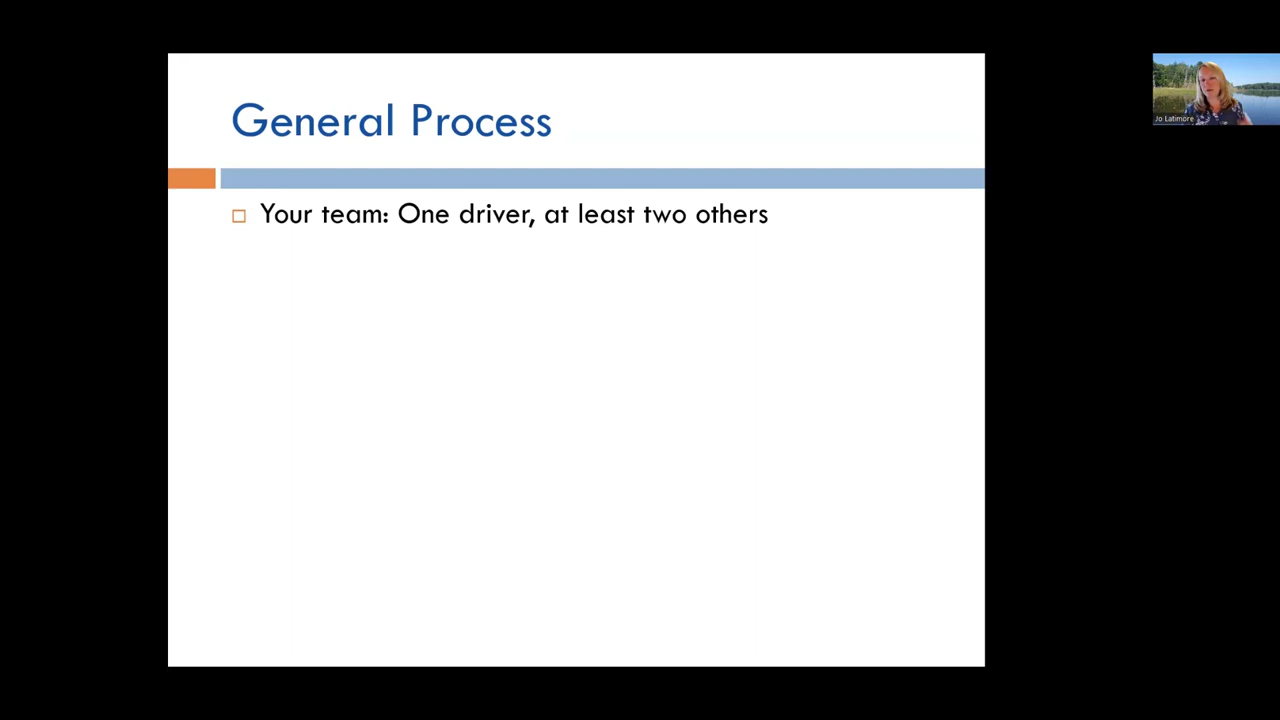 General Process
Your team: One driver, at least two others
Jo Latimore